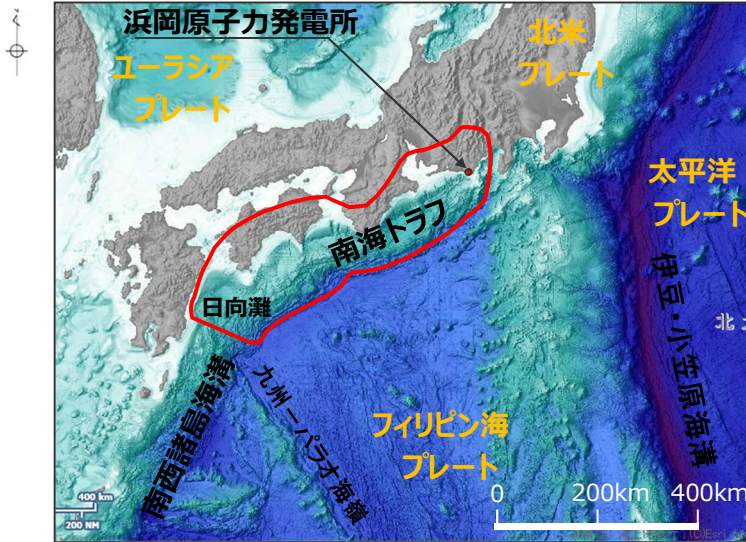 浜岡原子力発電所
北米
プレート
ユーラシア
プレート
太平洋
プレート
南海トラフ
日向灘
伊豆・小笠原海溝
北
南西諸島海溝
九州ーパラオ海嶺
フィリピン海
プレート
0 200km 400km
400 km
200 NM